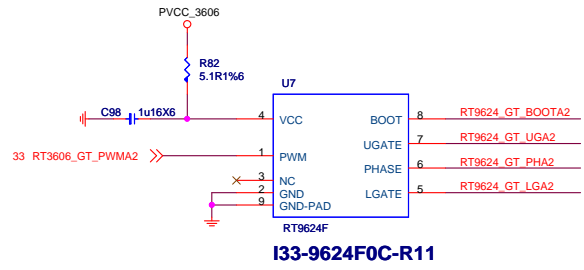 PVCC_3606
R82
5.1R1%6
U7
C98 1u16X6
4 VCC BOOT 8 RT9624_GT_BOOTA2
UGATE 7 RT9624_GT_UGA2
33 RT3606_GT_PWMA2 1 PWM
PHASE 6 RT9624_GT_PHA2
3 NC
2 GND LGATE 5 RT9624_GT_LGA2
9 GND-PAD
RT9624F
I33-9624F0C-R11